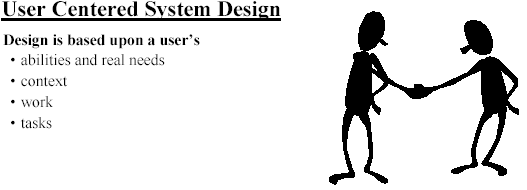 User Centered System Design
Design is based upon a user's
• abilities and real needs
• context
• work
• tasks